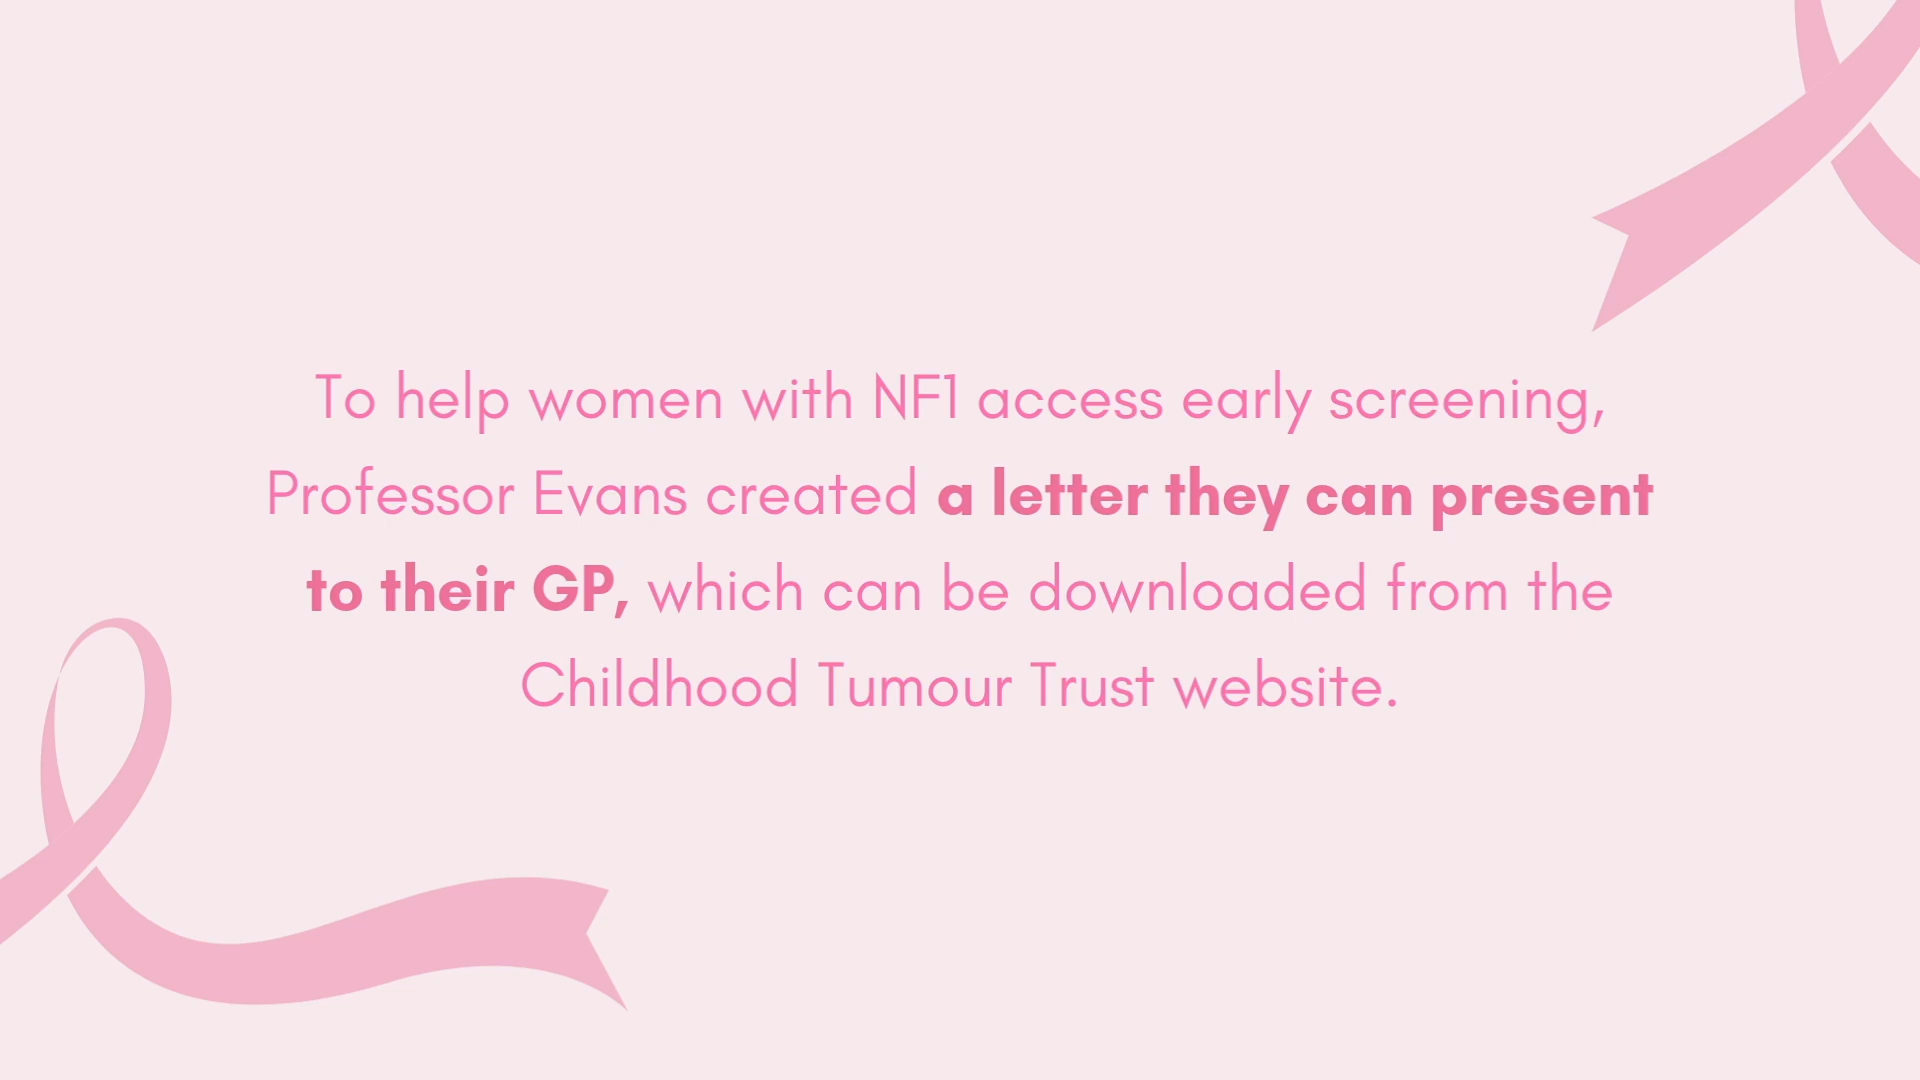 To help women with NF1 access early screening,
Professor Evans created a letter they can present
to their GP, which can be downloaded from the
Childhood Tumour Trust website.